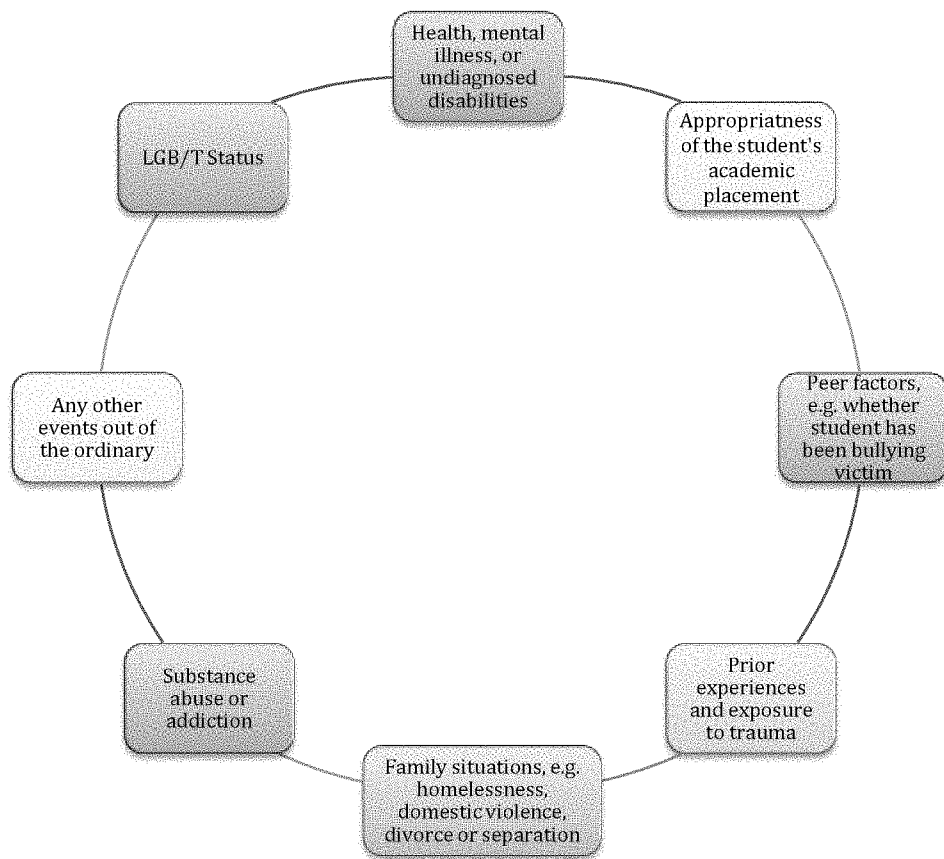 Health, mental
illness, or
undiagnosed
disabilities
Appropriatness
of the student's
academic
placement
Peer factors,
e.g. whether
student has
been bullying
victim
Prior
experiences
and exposure
to trauma
Family situations, e.g.
homelessness,
domestic violence,
divorce or separation
Substance
abuse or
addiction
Any other
events out of
the ordinary
LGB/T Status